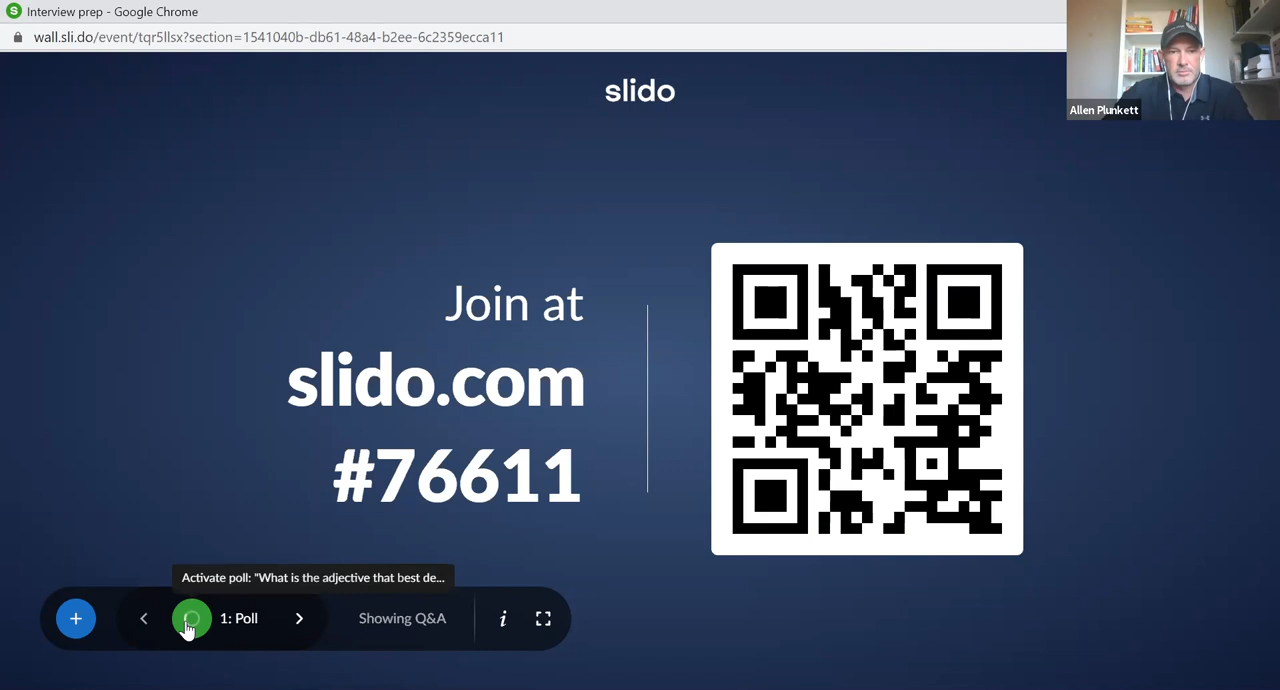 Interview prep - Google Chrome
wall.sli.do/event/tqr5llsx?section=1541040b-db61-48a4-b2ee-6c2359ecca11
Allen Plunkett
slido
Join at
slido.com
#76611
Activate poll: "What is the adjective that best de...
1: Poll
Showing Q&A